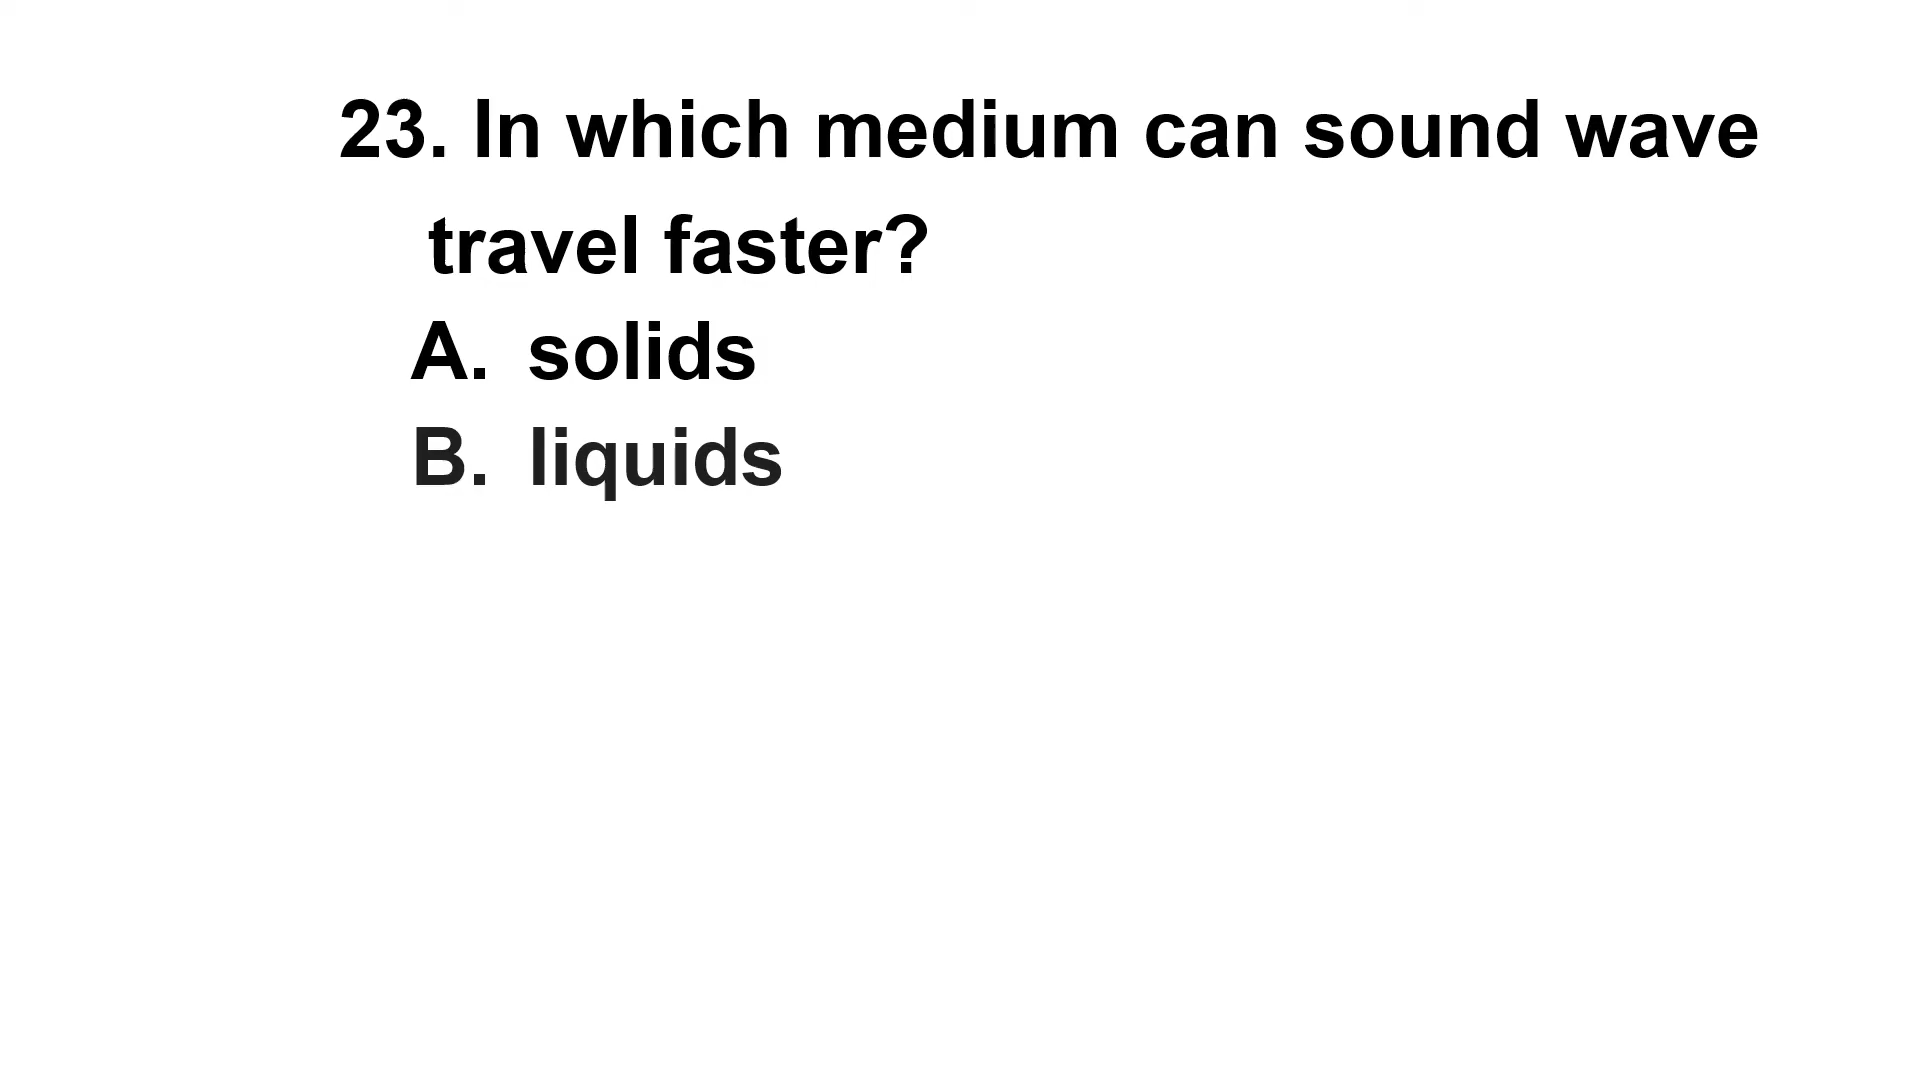 23. In which medium can sound wave
travel faster?
A. solids
B. liquids